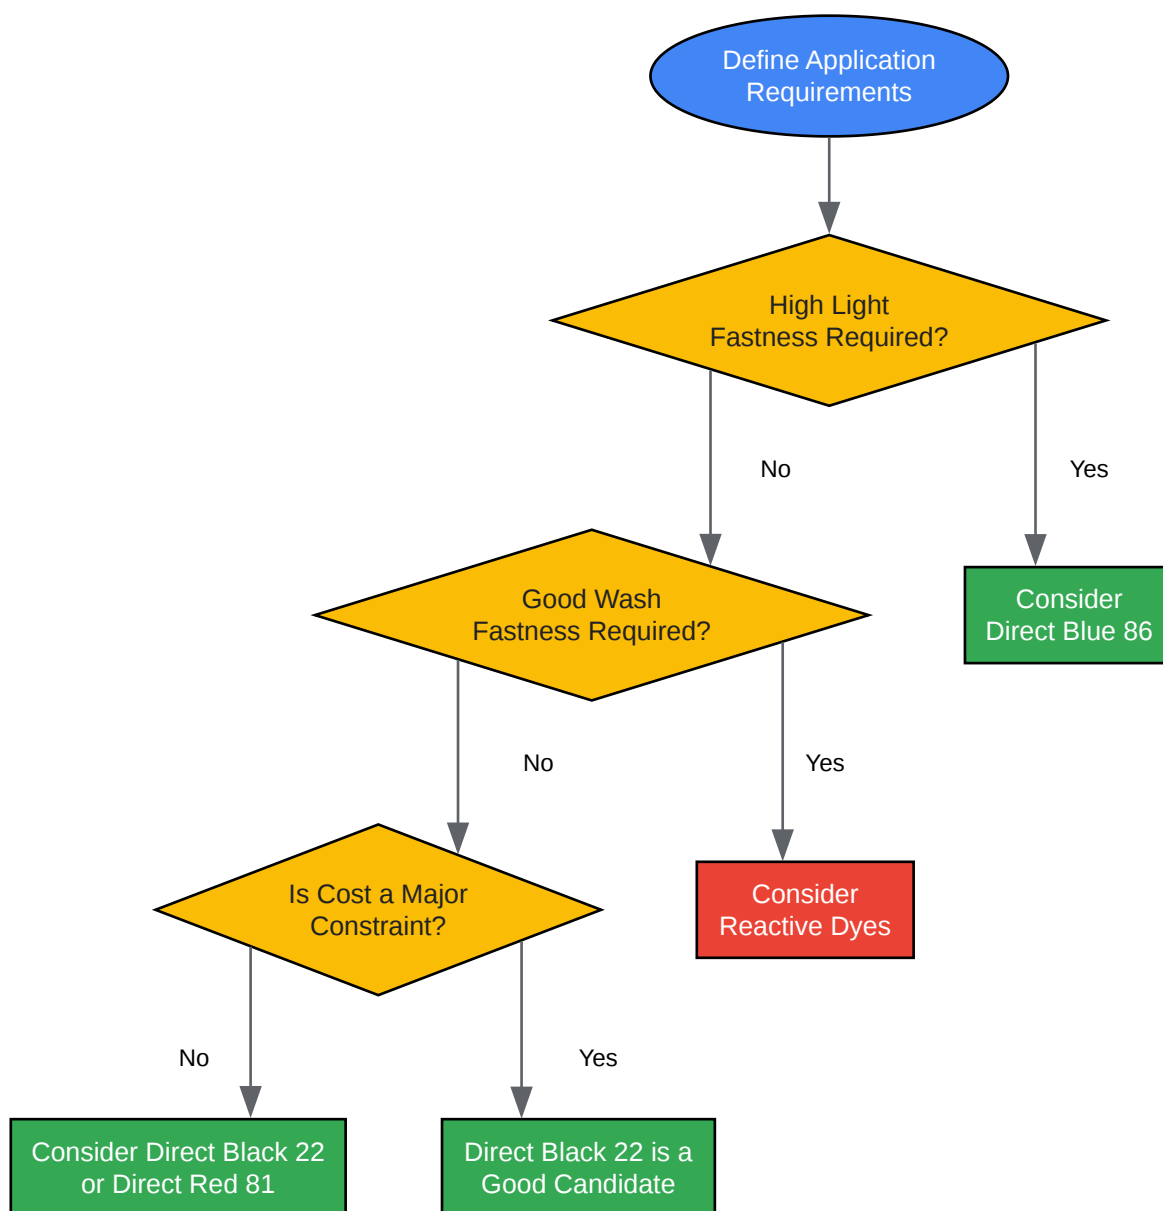 Define Application
Requirements
High Light
Fastness Required?
No
Yes
Good Wash
Fastness Required?
Consider
Direct Blue 86
No
Yes
Is Cost a Major
Constraint?
Consider
Reactive Dyes
No
Yes
Consider Direct Black 22
or Direct Red 81
Direct Black 22 is a
Good Candidate